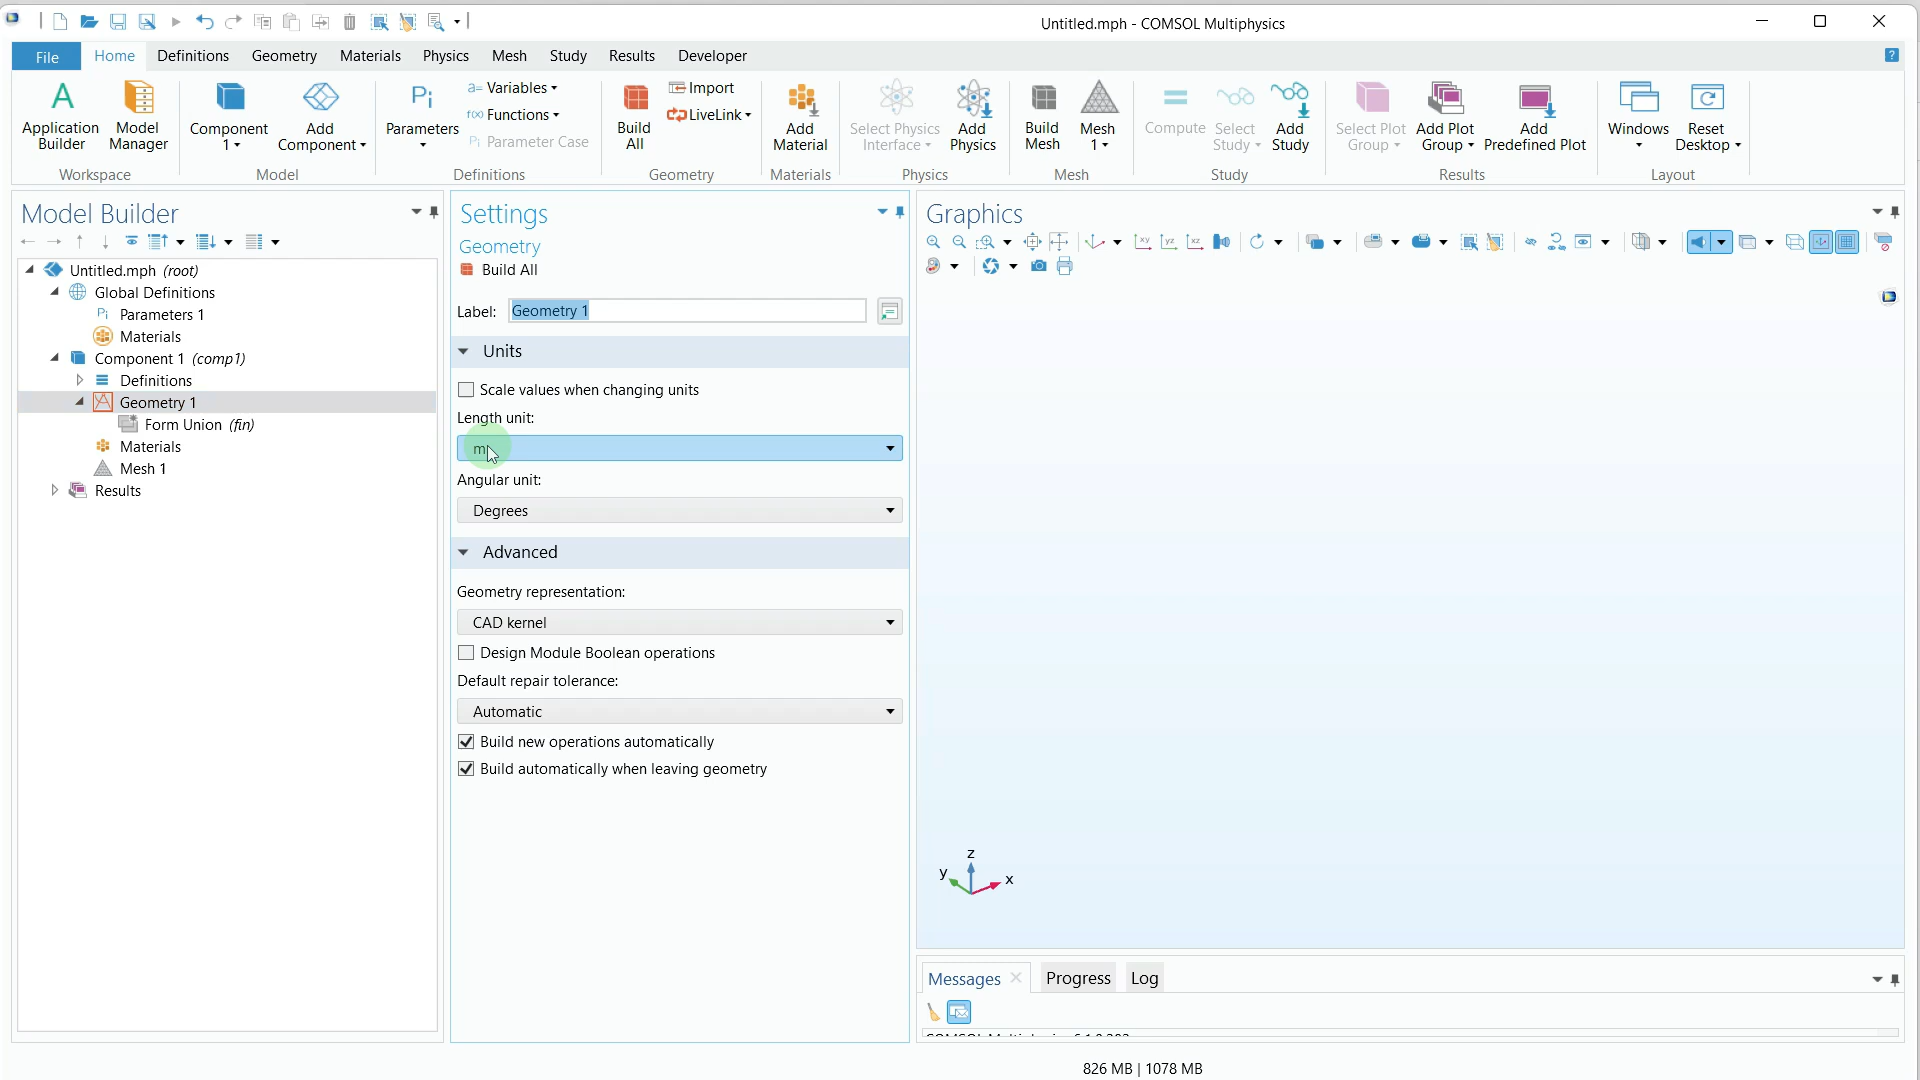 Untitled.mph - COMSOL Multiphysics
File Home Definitions Geometry Materials Physics Mesh Study Results Developer
Application Builder
Model Manager
Workspace
Component 1
Add Component
Model
Parameters
a= Variables
f(x) Functions
Pi Parameter Case
Definitions
Build All
Import
LiveLink
Geometry
Add Material
Materials
Select Physics Interface
Add Physics
Physics
Build Mesh
Mesh 1
Mesh
Compute
Select Study
Add Study
Study
Select Plot Group
Add Plot Group
Add Predefined Plot
Results
Windows
Reset Desktop
Layout
Model Builder
Untitled.mph (root)
Global Definitions
Pi Parameters 1
Materials
Component 1 (comp1)
Definitions
Geometry 1
Form Union (fin)
Materials
Mesh 1
Results
Settings
Geometry
Build All
Label: Geometry 1
Units
Scale values when changing units
Length unit:
m
Angular unit:
Degrees
Advanced
Geometry representation:
CAD kernel
Design Module Boolean operations
Default repair tolerance:
Automatic
Build new operations automatically
Build automatically when leaving geometry
Graphics
xy yz xz
z
y
x
Messages Progress Log
826 MB | 1078 MB